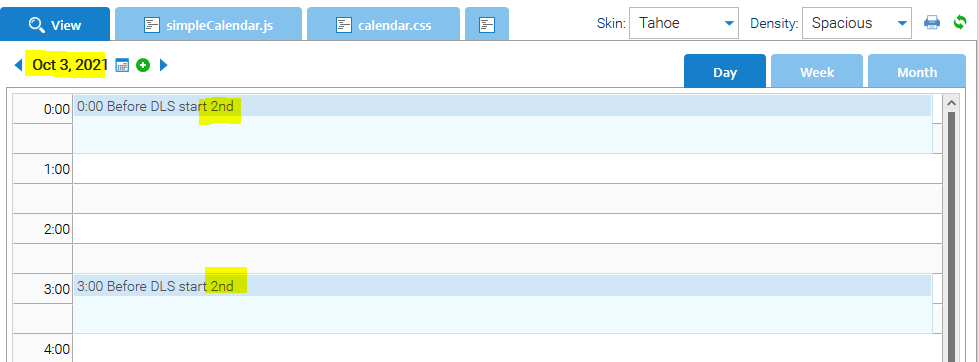 View simpleCalendar.js calendar.css Skin: Tahoe Density: Spacious
Oct 3, 2021
Day Week Month
0:00 0:00 Before DLS start 2nd
1:00
2:00
3:00 3:00 Before DLS start 2nd
4:00